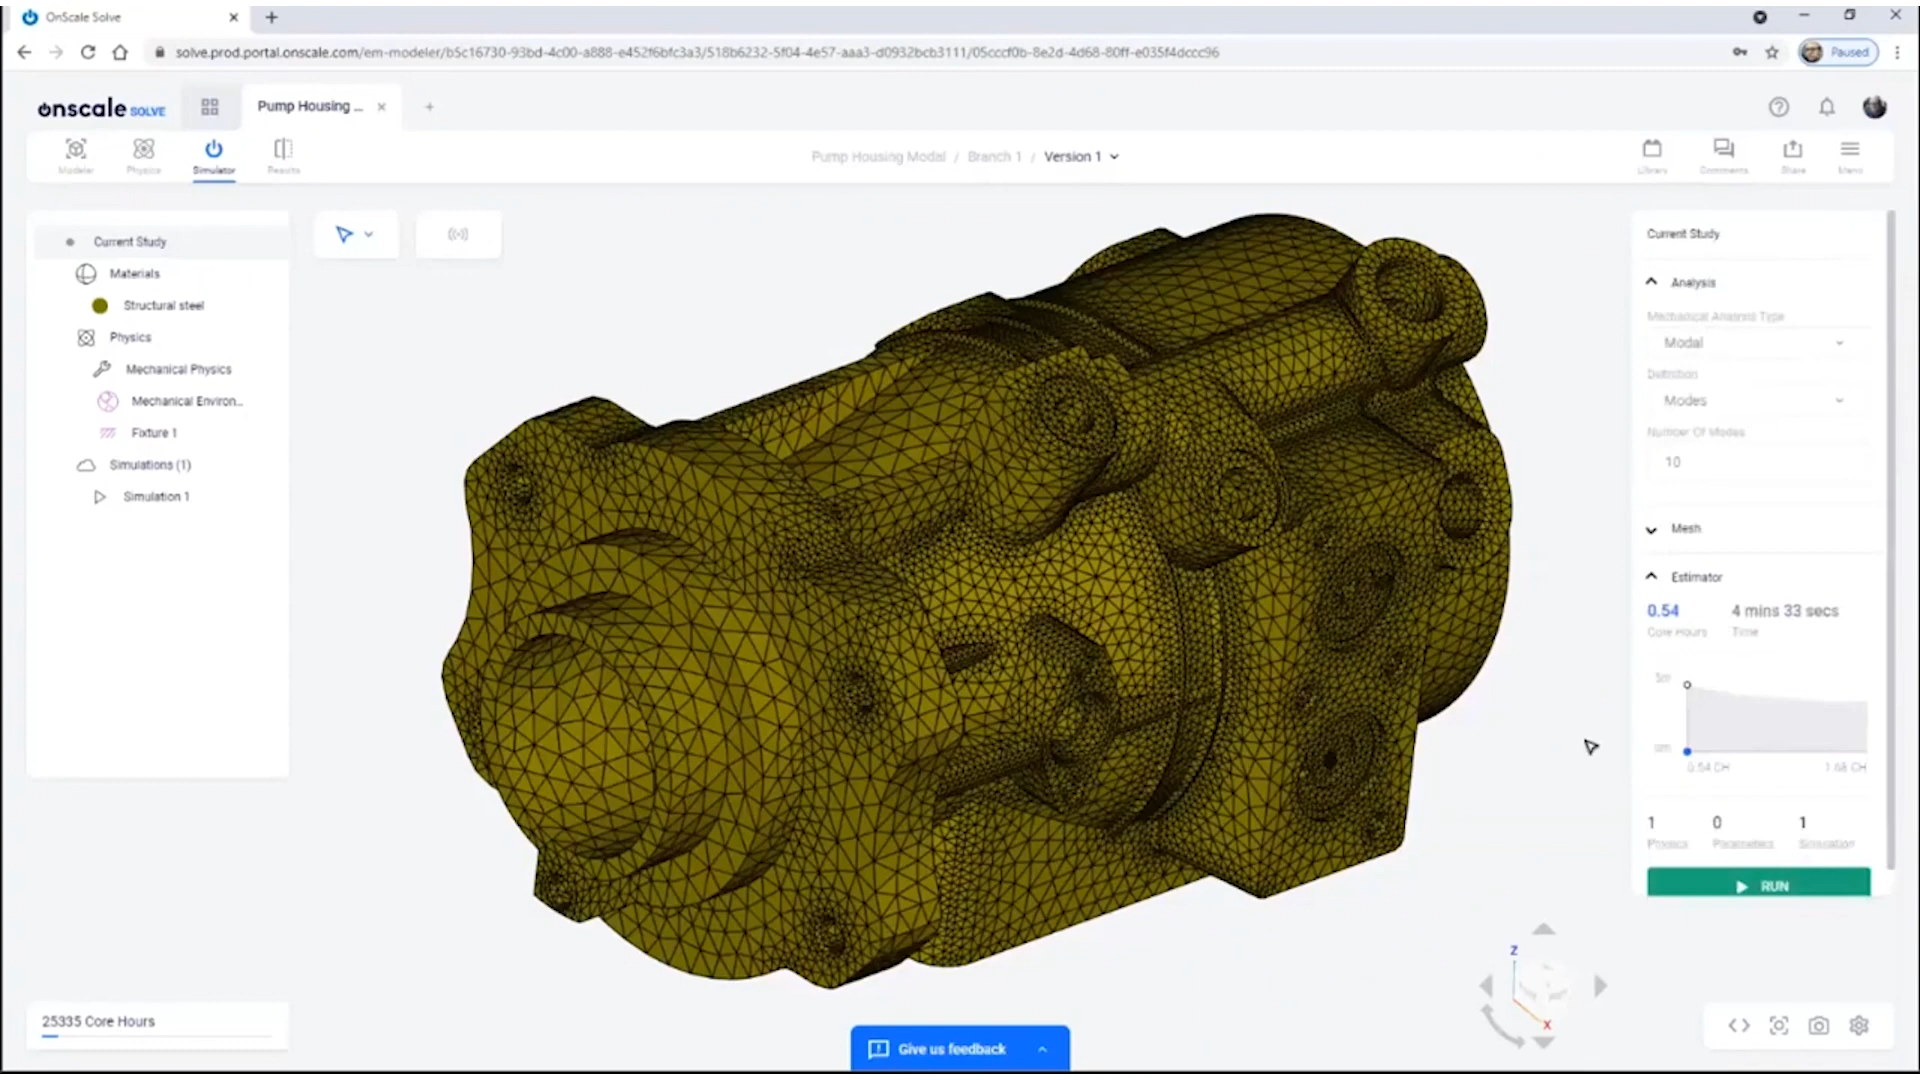 OnScale Solve
solve.prod.portal.onscale.com/em-modeler/b5c16730-93bd-4c00-a888-e452f6bfc3a3/518b6232-5f04-4e57-aaa3-d0932bcb3111/05cccf0b-8e2d-4d68-80ff-e035f4dccc96
Paused
onscale SOLVE
Pump Housing ...
Modeler
Physics
Simulator
Results
Pump Housing Modal / Branch 1 / Version 1
Library
Comments
Share
Menu
Current Study
Materials
Structural steel
Physics
Mechanical Physics
Mechanical Environ...
Fixture 1
Simulations (1)
Simulation 1
Current Study
Analysis
Mechanical Analysis Type
Modal
Definition
Modes
Number Of Modes
10
Mesh
Estimator
0.54 4 mins 33 secs
Core Hours Time
5m
0.54 CH 1.68 CH
1 0 1
Physics Parameters Simulation
RUN
Z
X
25335 Core Hours
Give us feedback